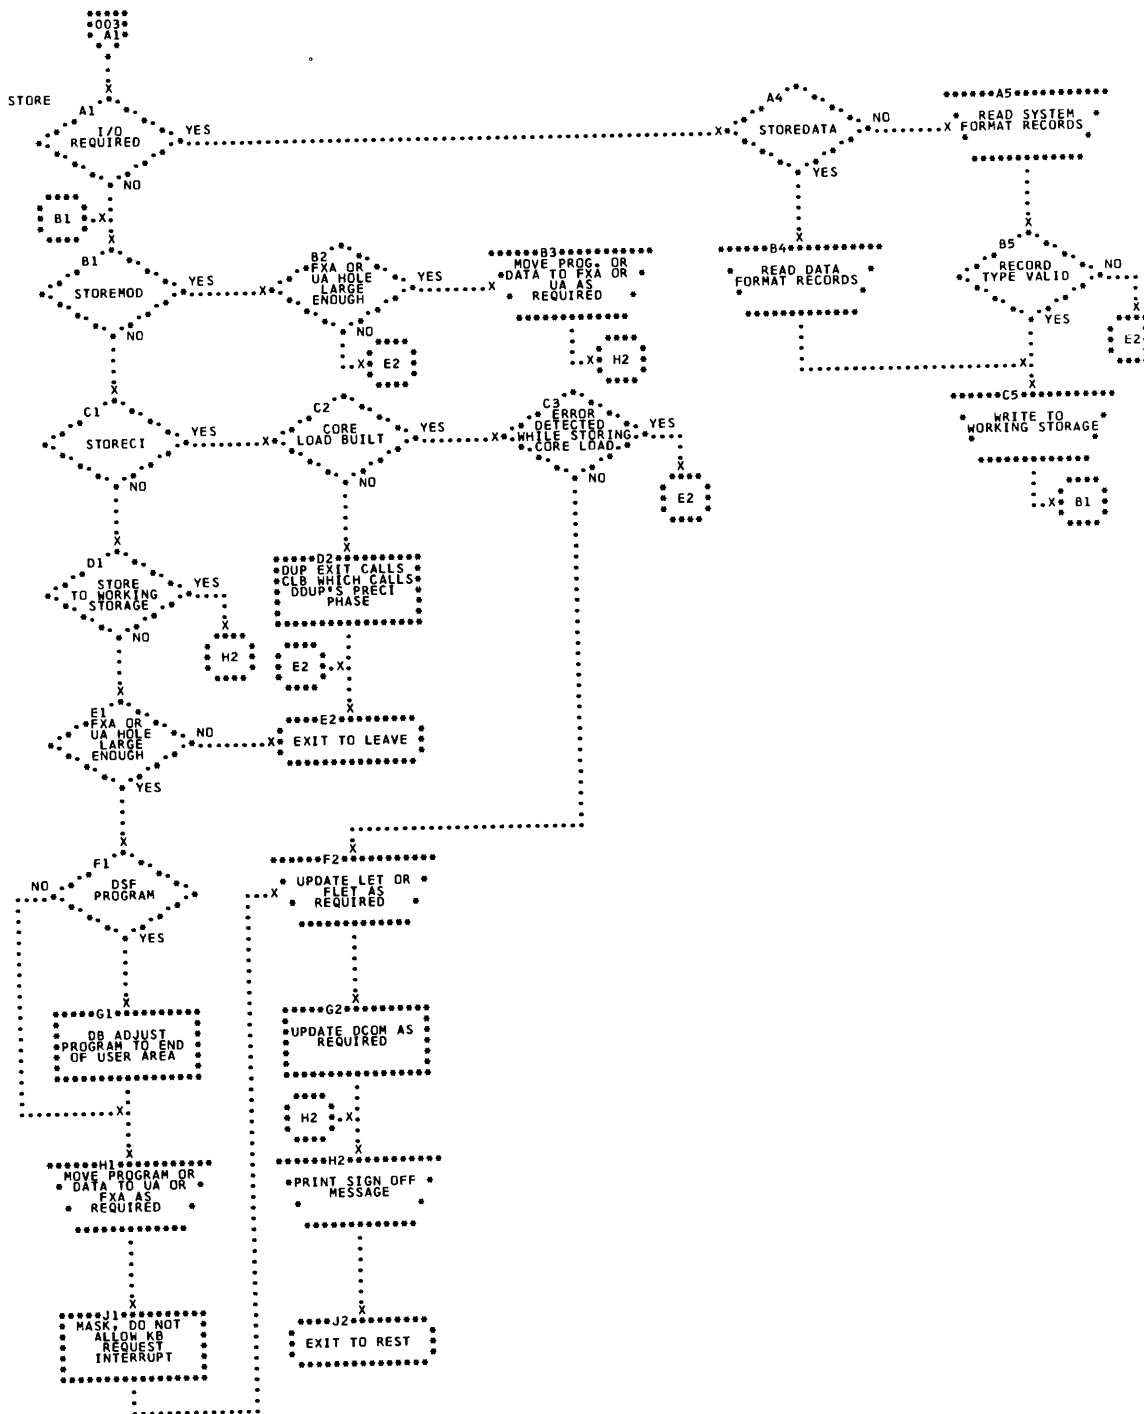 003
A1
STORE
A1
I/O
REQUIRED
YES
NO
A4
STOREDATA
NO
YES
A5
READ SYSTEM
FORMAT RECORDS
B1
B1
STOREMOD
YES
NO
B2
FXA OR
UA HOLE
LARGE
ENOUGH
YES
NO
E2
B3
MOVE PROG. OR
DATA TO FXA OR
UA AS
REQUIRED
H2
B4
READ DATA
FORMAT RECORDS
B5
RECORD
TYPE VALID
NO
YES
E2
C1
STORECI
YES
NO
C2
CORE
LOAD BUILT
YES
NO
C3
ERROR
DETECTED
WHILE STORING
CORE LOAD
YES
NO
E2
C5
WRITE TO
WORKING STORAGE
B1
D1
STORE
TO WORKING
STORAGE
YES
NO
H2
D2
DUP EXIT CALLS
CLB WHICH CALLS
DDUP'S PRECI
PHASE
E2
E1
FXA OR
UA HOLE
LARGE
ENOUGH
NO
YES
E2
EXIT TO LEAVE
F1
DSF
PROGRAM
NO
YES
F2
UPDATE LET OR
FLET AS
REQUIRED
G1
DB ADJUST
PROGRAM TO END
OF USER AREA
G2
UPDATE DCOM AS
REQUIRED
H2
H1
MOVE PROGRAM OR
DATA TO UA OR
FXA AS
REQUIRED
H2
PRINT SIGN OFF
MESSAGE
J1
MASK, DO NOT
ALLOW KB
REQUEST
INTERRUPT
J2
EXIT TO REST